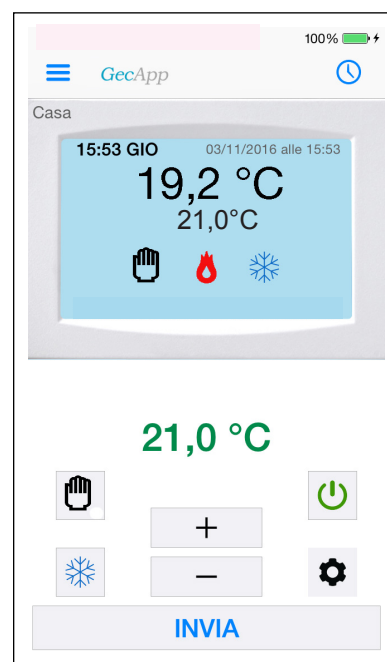 100%
GecApp
Casa
15:53 GIO 03/11/2016 alle 15:53
19,2 °C
21,0°C
21,0 °C
+
−
INVIA